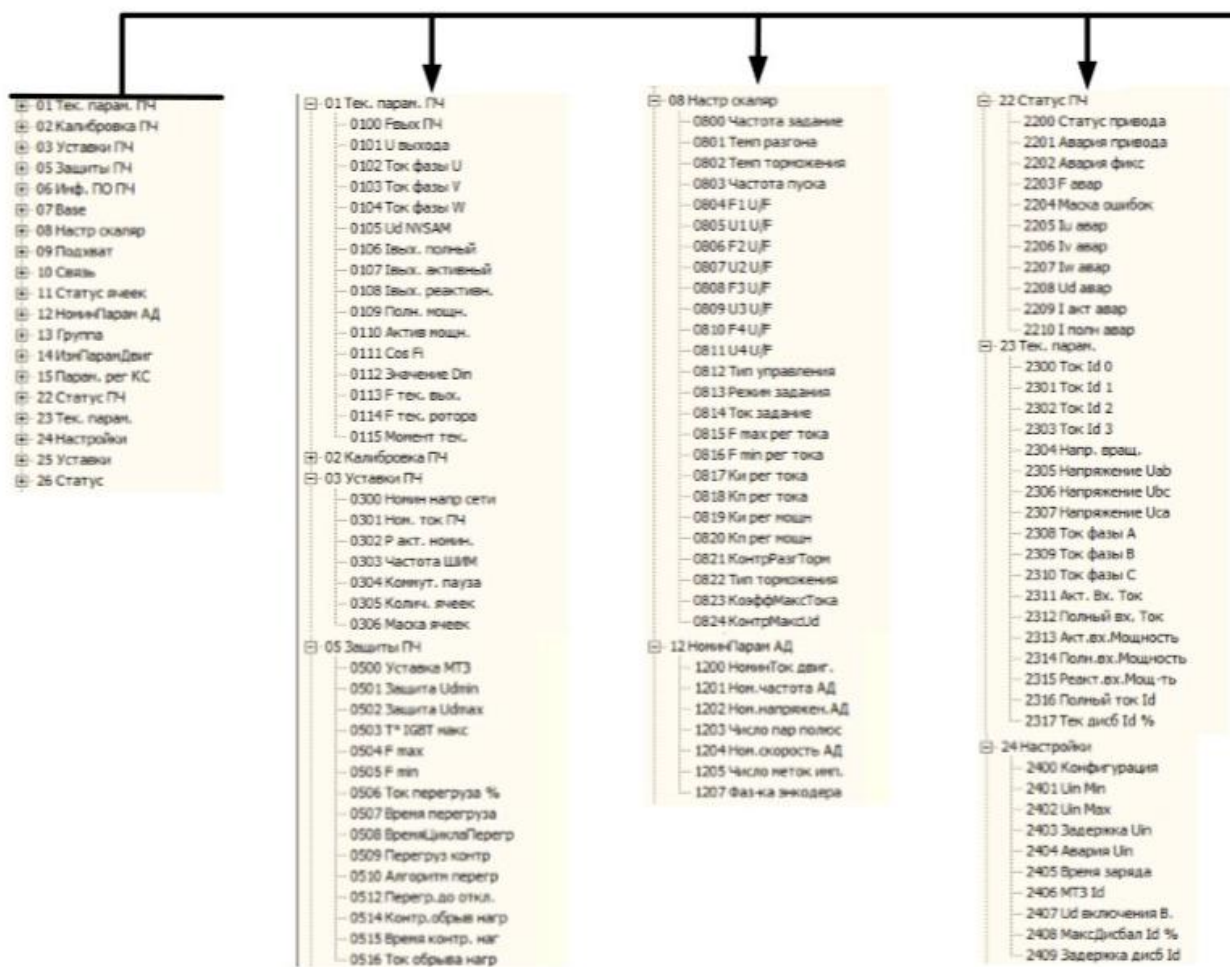 01 Тек. парам. ПЧ
02 Калибровка ПЧ
03 Уставки ПЧ
05 Защиты ПЧ
06 Инф. ПО ПЧ
07 Base
08 Настр скаляр
09 Подхват
10 Связь
11 Статус ячеек
12 НоминПарам АД
13 Группа
14 ИзмПарамДвиг
15 Парам. рег КС
22 Статус ПЧ
23 Тек. парам.
24 Настройки
25 Уставки
26 Статус
01 Тек. парам. ПЧ
0100 Fвых ПЧ
0101 U выхода
0102 Ток фазы U
0103 Ток фазы V
0104 Ток фазы W
0105 Ud NVSAM
0106 Iвых. полный
0107 Iвых. активный
0108 Iвых. реактивн.
0109 Полн. мощн.
0110 Актив мощн.
0111 Cos Fi
0112 Значение Din
0113 F тек. вых.
0114 F тек. ротора
0115 Момент тек.
02 Калибровка ПЧ
03 Уставки ПЧ
0300 Номин напр сети
0301 Ном. ток ПЧ
0302 P акт. номин.
0303 Частота ШИМ
0304 Коммут. пауза
0305 Колич. ячеек
0306 Маска ячеек
05 Защиты ПЧ
0500 Уставка МТЗ
0501 Защита Udmin
0502 Защита Udmax
0503 T* IGBT макс
0504 F max
0505 F min
0506 Ток перегруза %
0507 Время перегруза
0508 ВремяЦиклаПерегр
0509 Перегруз контр
0510 Алгоритм перегр
0512 Перегр.до откл.
0514 Контр.обрыв нагр
0515 Время контр. наг
0516 Ток обрыва нагр
08 Настр скаляр
0800 Частота задание
0801 Темп разгона
0802 Темп торможения
0803 Частота пуска
0804 F1 U/F
0805 U1 U/F
0806 F2 U/F
0807 U2 U/F
0808 F3 U/F
0809 U3 U/F
0810 F4 U/F
0811 U4 U/F
0812 Тип управления
0813 Режим задания
0814 Ток задание
0815 F max рег тока
0816 F min рег тока
0817 Ки рег тока
0818 Кп рег тока
0819 Ки рег мощн
0820 Кп рег мощн
0821 КонтрРазгТорм
0822 Тип торможения
0823 КоэффМаксТока
0824 КонтрМаксUd
12 НоминПарам АД
1200 НоминТок двиг.
1201 Ном.частота АД
1202 Ном.напряжен.АД
1203 Число пар полюс
1204 Ном.скорость АД
1205 Число меток имп.
1207 Фаз-ка энкодера
22 Статус ПЧ
2200 Статус привода
2201 Авария привода
2202 Авария фикс
2203 F авар
2204 Маска ошибок
2205 Iu авар
2206 Iv авар
2207 Iw авар
2208 Ud авар
2209 I акт авар
2210 I полн авар
23 Тек. парам.
2300 Ток Id 0
2301 Ток Id 1
2302 Ток Id 2
2303 Ток Id 3
2304 Напр. вращ.
2305 Напряжение Uab
2306 Напряжение Ubc
2307 Напряжение Uca
2308 Ток фазы A
2309 Ток фазы B
2310 Ток фазы C
2311 Акт. Вх. Ток
2312 Полный вх. Ток
2313 Акт.вх.Мощность
2314 Полн.вх.Мощность
2315 Реакт.вх.Мощ-ть
2316 Полный ток Id
2317 Тек дисб Id %
24 Настройки
2400 Конфигурация
2401 Uin Min
2402 Uin Max
2403 Задержка Uin
2404 Авария Uin
2405 Время заряда
2406 МТЗ Id
2407 Ud включения В.
2408 МаксДисбал Id %
2409 Задержка дисб Id